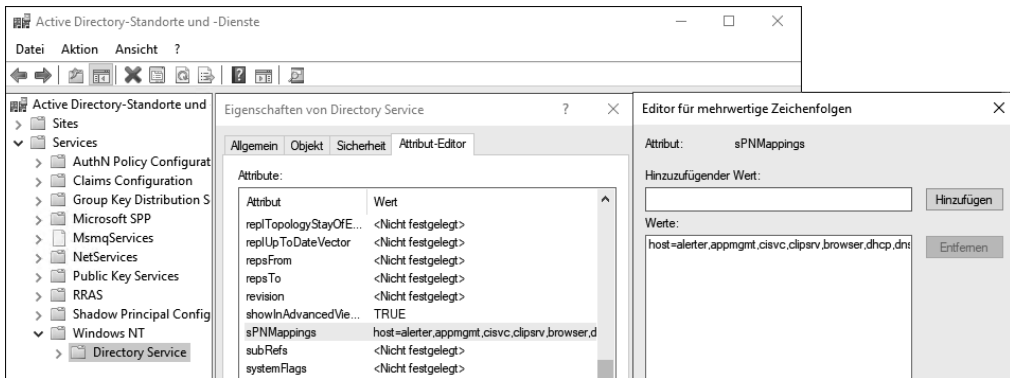 Active Directory-Standorte und -Dienste
Datei Aktion Ansicht ?
Active Directory-Standorte und
Sites
Services
AuthN Policy Configurat
Claims Configuration
Group Key Distribution S
Microsoft SPP
MsmqServices
NetServices
Public Key Services
RRAS
Shadow Principal Config
Windows NT
Directory Service
Eigenschaften von Directory Service ?
Allgemein Objekt Sicherheit Attribut-Editor
Attribute:
Attribut Wert
replTopologyStayOfE... <Nicht festgelegt>
replUpToDateVector <Nicht festgelegt>
repsFrom <Nicht festgelegt>
repsTo <Nicht festgelegt>
revision <Nicht festgelegt>
showInAdvancedVie... TRUE
sPNMappings host=alerter,appmgmt,cisvc,clipsrv,browser,d
subRefs <Nicht festgelegt>
systemFlags <Nicht festgelegt>
Editor für mehrwertige Zeichenfolgen
Attribut: sPNMappings
Hinzuzufügender Wert:
Hinzufügen
Werte:
host=alerter,appmgmt,cisvc,clipsrv,browser,dhcp,dns
Entfernen